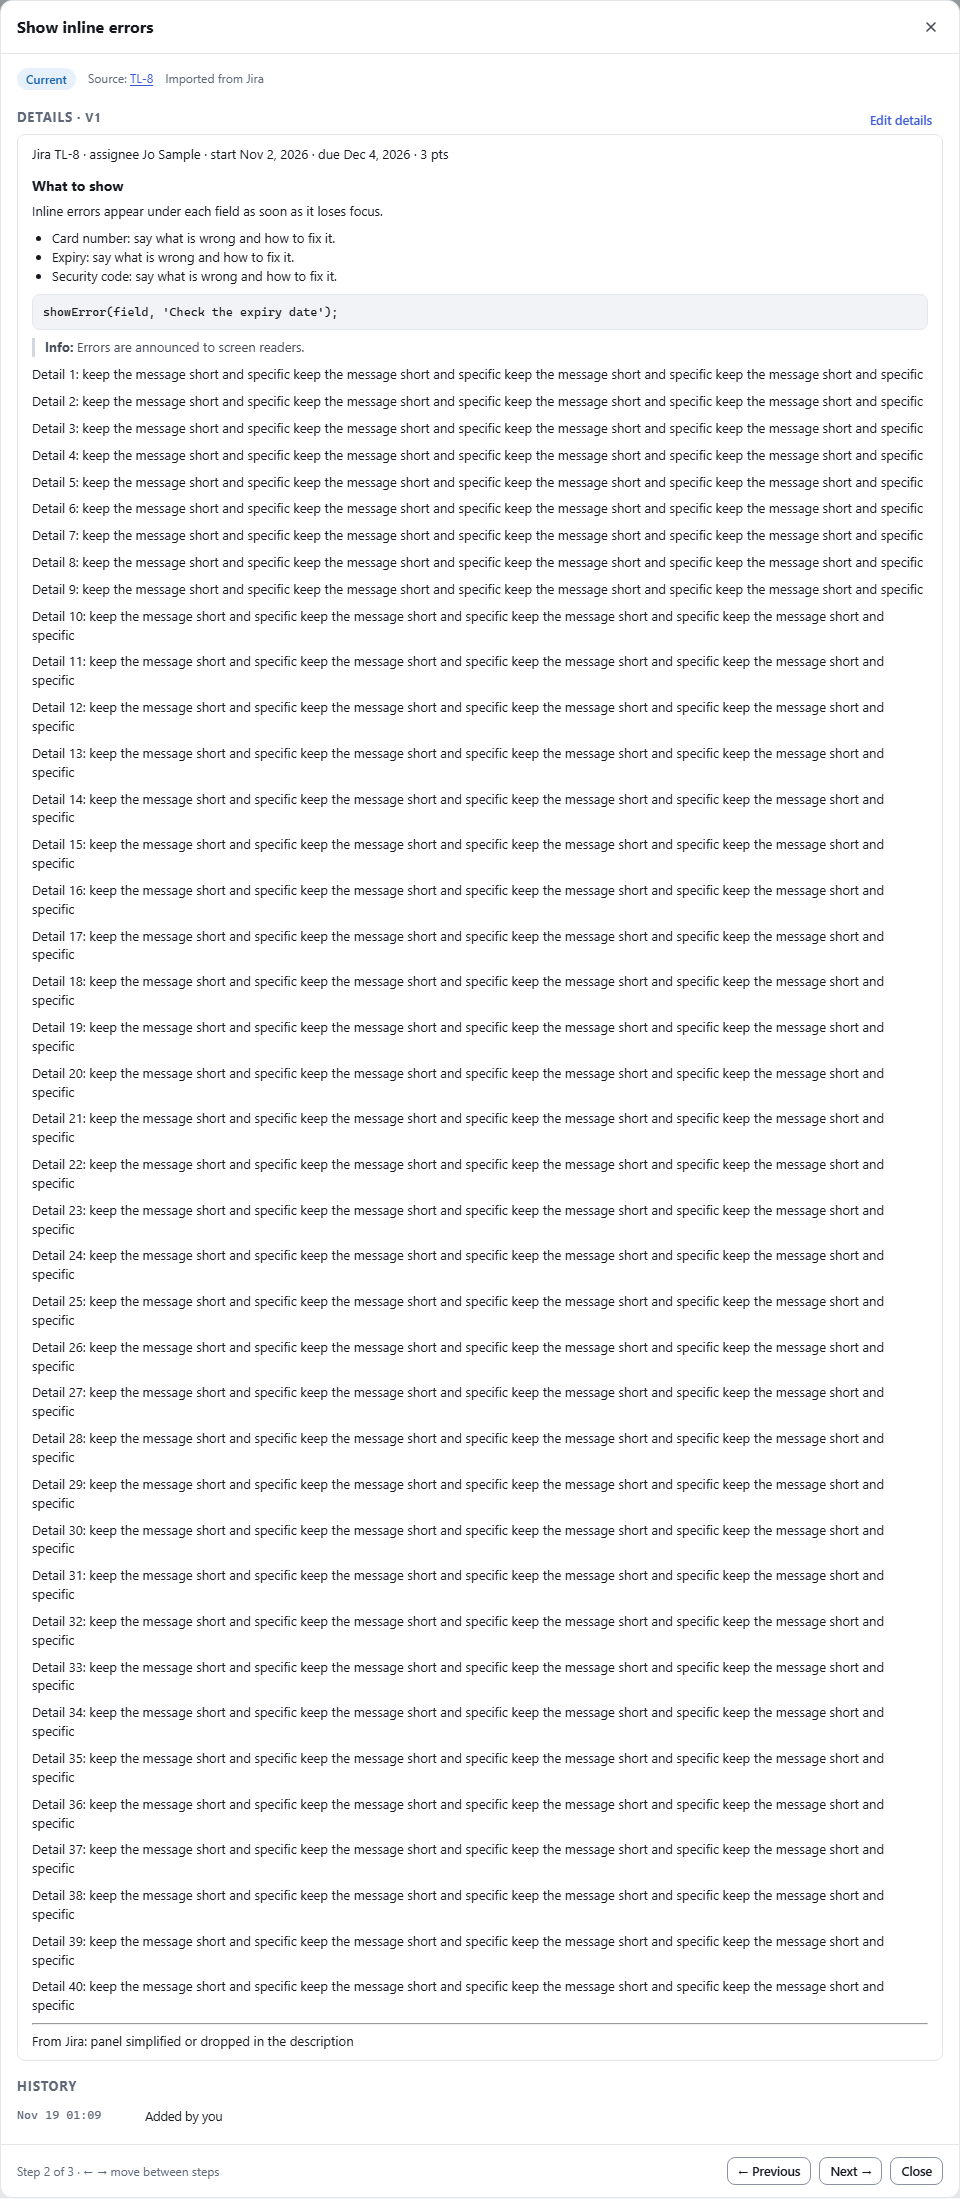 Show inline errors
Current Source: TL-8 Imported from Jira
DETAILS · V1
Edit details
Jira TL-8 · assignee Jo Sample · start Nov 2, 2026 · due Dec 4, 2026 · 3 pts
What to show
Inline errors appear under each field as soon as it loses focus.
• Card number: say what is wrong and how to fix it.
• Expiry: say what is wrong and how to fix it.
• Security code: say what is wrong and how to fix it.
showError(field, 'Check the expiry date');
Info: Errors are announced to screen readers.
Detail 1: keep the message short and specific keep the message short and specific keep the message short and specific keep the message short and specific
Detail 2: keep the message short and specific keep the message short and specific keep the message short and specific keep the message short and specific
Detail 3: keep the message short and specific keep the message short and specific keep the message short and specific keep the message short and specific
Detail 4: keep the message short and specific keep the message short and specific keep the message short and specific keep the message short and specific
Detail 5: keep the message short and specific keep the message short and specific keep the message short and specific keep the message short and specific
Detail 6: keep the message short and specific keep the message short and specific keep the message short and specific keep the message short and specific
Detail 7: keep the message short and specific keep the message short and specific keep the message short and specific keep the message short and specific
Detail 8: keep the message short and specific keep the message short and specific keep the message short and specific keep the message short and specific
Detail 9: keep the message short and specific keep the message short and specific keep the message short and specific keep the message short and specific
Detail 10: keep the message short and specific keep the message short and specific keep the message short and specific keep the message short and
specific
Detail 11: keep the message short and specific keep the message short and specific keep the message short and specific keep the message short and
specific
Detail 12: keep the message short and specific keep the message short and specific keep the message short and specific keep the message short and
specific
Detail 13: keep the message short and specific keep the message short and specific keep the message short and specific keep the message short and
specific
Detail 14: keep the message short and specific keep the message short and specific keep the message short and specific keep the message short and
specific
Detail 15: keep the message short and specific keep the message short and specific keep the message short and specific keep the message short and
specific
Detail 16: keep the message short and specific keep the message short and specific keep the message short and specific keep the message short and
specific
Detail 17: keep the message short and specific keep the message short and specific keep the message short and specific keep the message short and
specific
Detail 18: keep the message short and specific keep the message short and specific keep the message short and specific keep the message short and
specific
Detail 19: keep the message short and specific keep the message short and specific keep the message short and specific keep the message short and
specific
Detail 20: keep the message short and specific keep the message short and specific keep the message short and specific keep the message short and
specific
Detail 21: keep the message short and specific keep the message short and specific keep the message short and specific keep the message short and
specific
Detail 22: keep the message short and specific keep the message short and specific keep the message short and specific keep the message short and
specific
Detail 23: keep the message short and specific keep the message short and specific keep the message short and specific keep the message short and
specific
Detail 24: keep the message short and specific keep the message short and specific keep the message short and specific keep the message short and
specific
Detail 25: keep the message short and specific keep the message short and specific keep the message short and specific keep the message short and
specific
Detail 26: keep the message short and specific keep the message short and specific keep the message short and specific keep the message short and
specific
Detail 27: keep the message short and specific keep the message short and specific keep the message short and specific keep the message short and
specific
Detail 28: keep the message short and specific keep the message short and specific keep the message short and specific keep the message short and
specific
Detail 29: keep the message short and specific keep the message short and specific keep the message short and specific keep the message short and
specific
Detail 30: keep the message short and specific keep the message short and specific keep the message short and specific keep the message short and
specific
Detail 31: keep the message short and specific keep the message short and specific keep the message short and specific keep the message short and
specific
Detail 32: keep the message short and specific keep the message short and specific keep the message short and specific keep the message short and
specific
Detail 33: keep the message short and specific keep the message short and specific keep the message short and specific keep the message short and
specific
Detail 34: keep the message short and specific keep the message short and specific keep the message short and specific keep the message short and
specific
Detail 35: keep the message short and specific keep the message short and specific keep the message short and specific keep the message short and
specific
Detail 36: keep the message short and specific keep the message short and specific keep the message short and specific keep the message short and
specific
Detail 37: keep the message short and specific keep the message short and specific keep the message short and specific keep the message short and
specific
Detail 38: keep the message short and specific keep the message short and specific keep the message short and specific keep the message short and
specific
Detail 39: keep the message short and specific keep the message short and specific keep the message short and specific keep the message short and
specific
Detail 40: keep the message short and specific keep the message short and specific keep the message short and specific keep the message short and
specific
From Jira: panel simplified or dropped in the description
HISTORY
Nov 19 01:09 Added by you
Step 2 of 3 · ← → move between steps
← Previous Next → Close